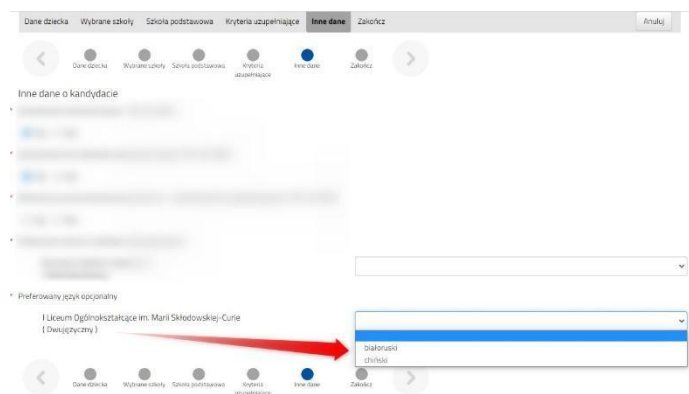 Dane dziecka Wybrane szkoły Szkoła podstawowa Kryteria uzupełniające Inne dane Zakończ Anuluj
Dane dziecka Wybrane szkoły Szkoła podstawowa Kryteria uzupełniające Inne dane Zakończ
Inne dane o kandydacie
* Preferowany język opcjonalny
I Liceum Ogólnokształcące im. Marii Skłodowskiej-Curie
( Dwujęzyczny )
białoruski
chiński
Dane dziecka Wybrane szkoły Szkoła podstawowa Kryteria uzupełniające Inne dane Zakończ